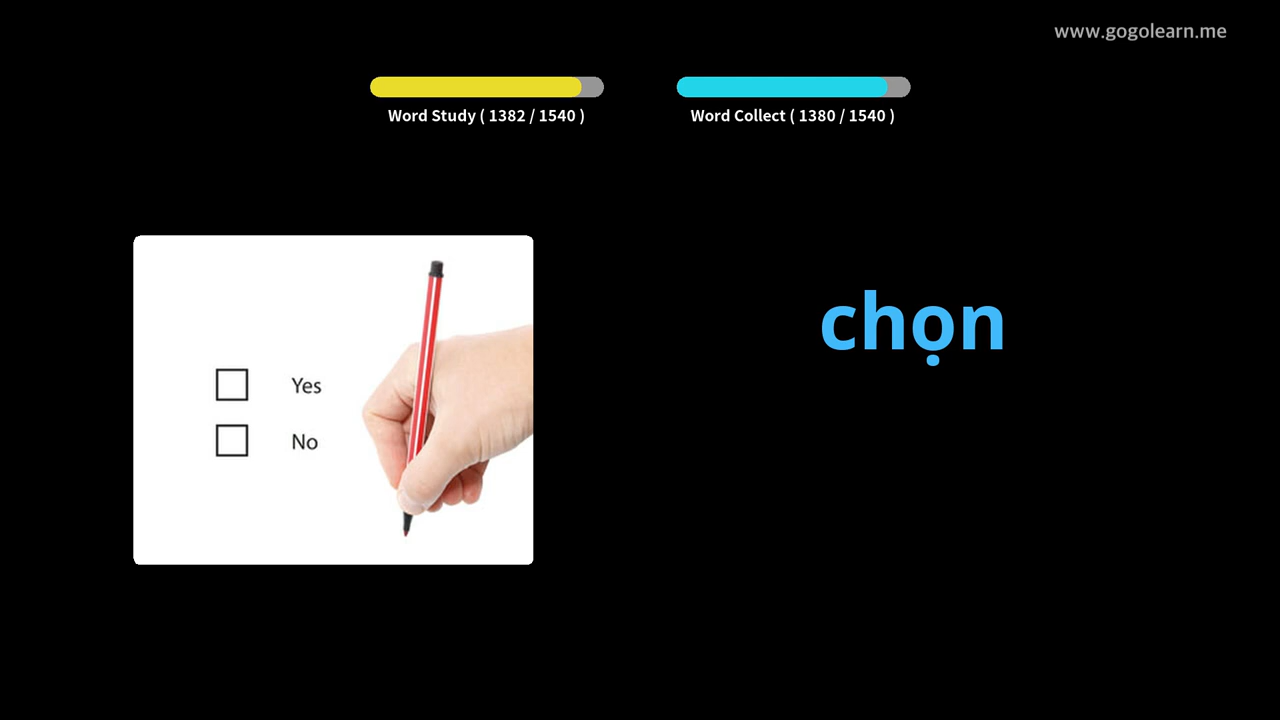 www.gogolearn.me
Word Study ( 1382 / 1540 )
Word Collect ( 1380 / 1540 )
chọn
Yes
No